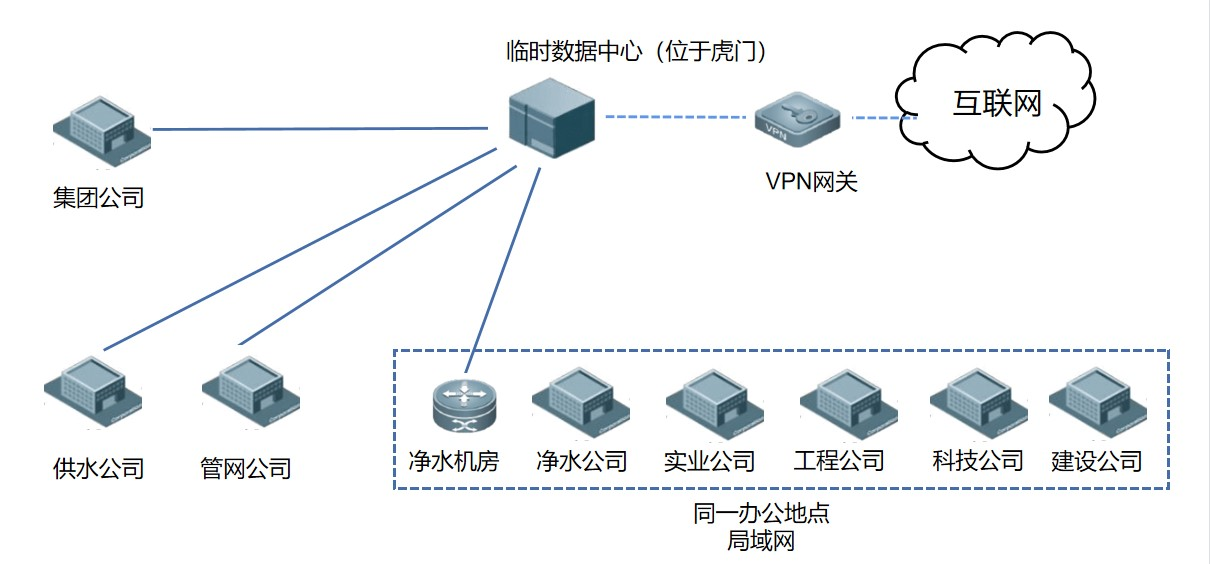 临时数据中心（位于虎门）
互联网
VPN
VPN网关
集团公司
供水公司
管网公司
净水机房
净水公司
实业公司
工程公司
科技公司
建设公司
同一办公地点
局域网